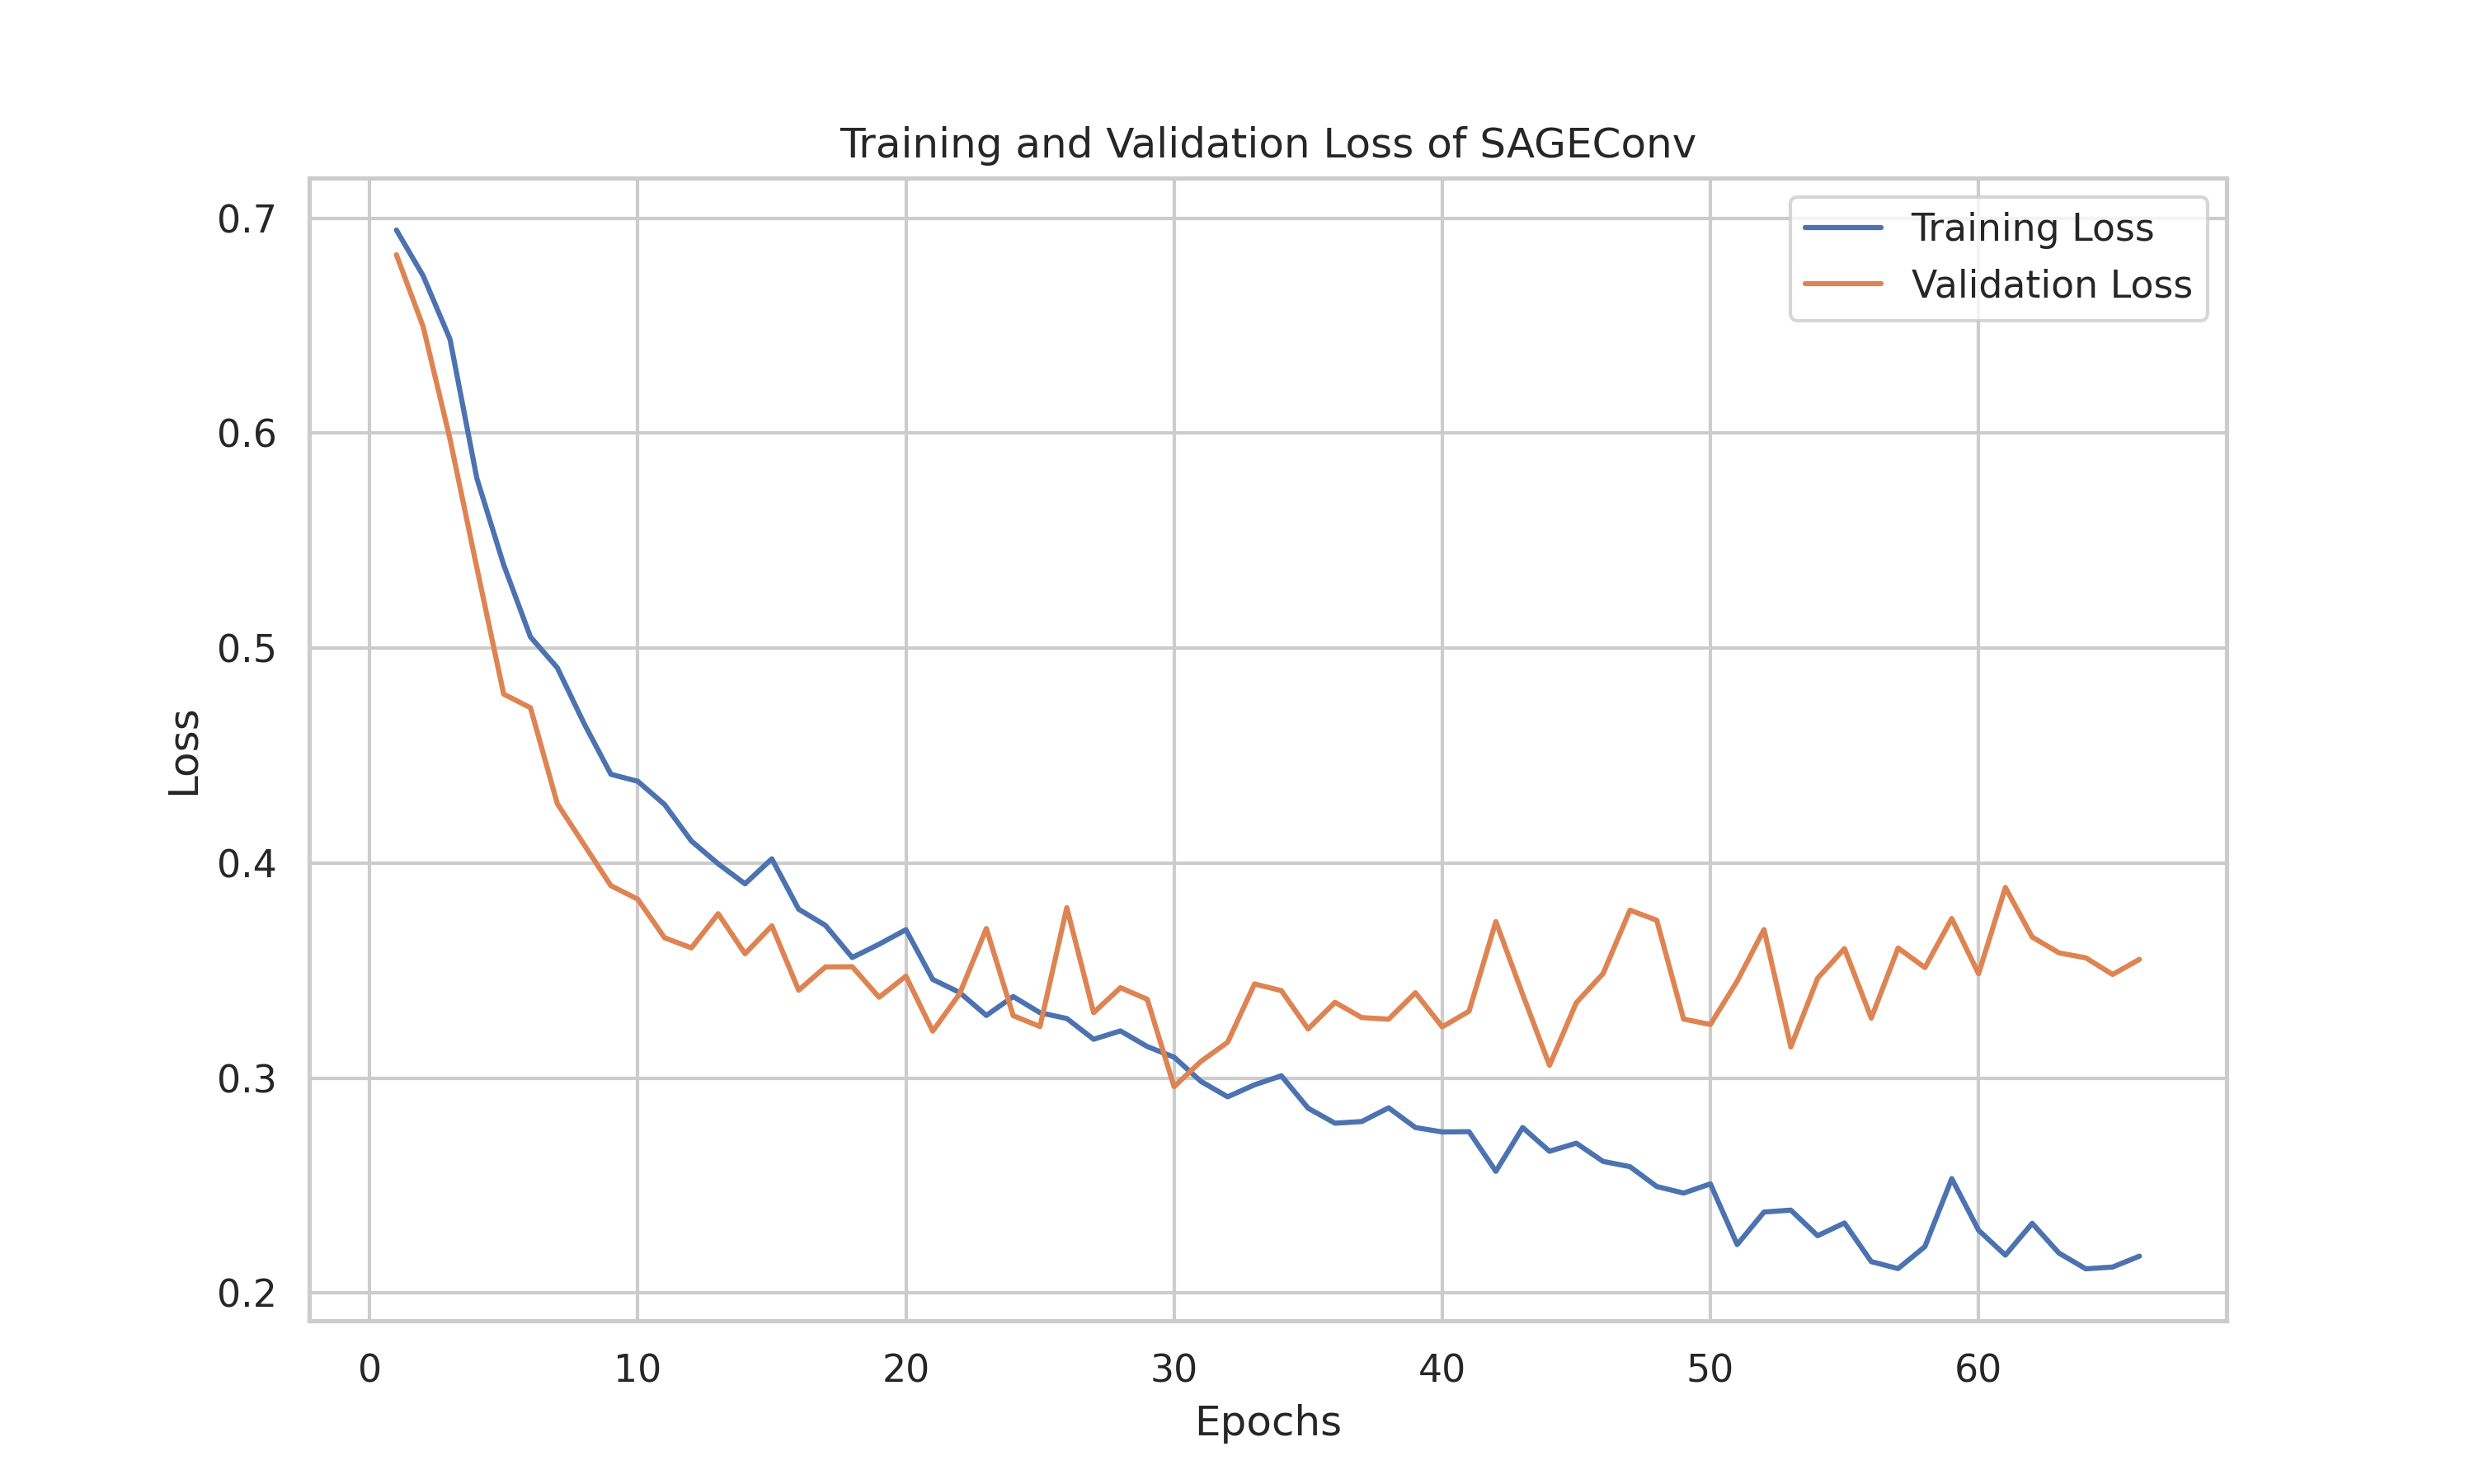 Training and Validation Loss of SAGEConv
Training Loss
Validation Loss
Loss
0.7
0.6
0.5
0.4
0.3
0.2
0 10 20 30 40 50 60
Epochs